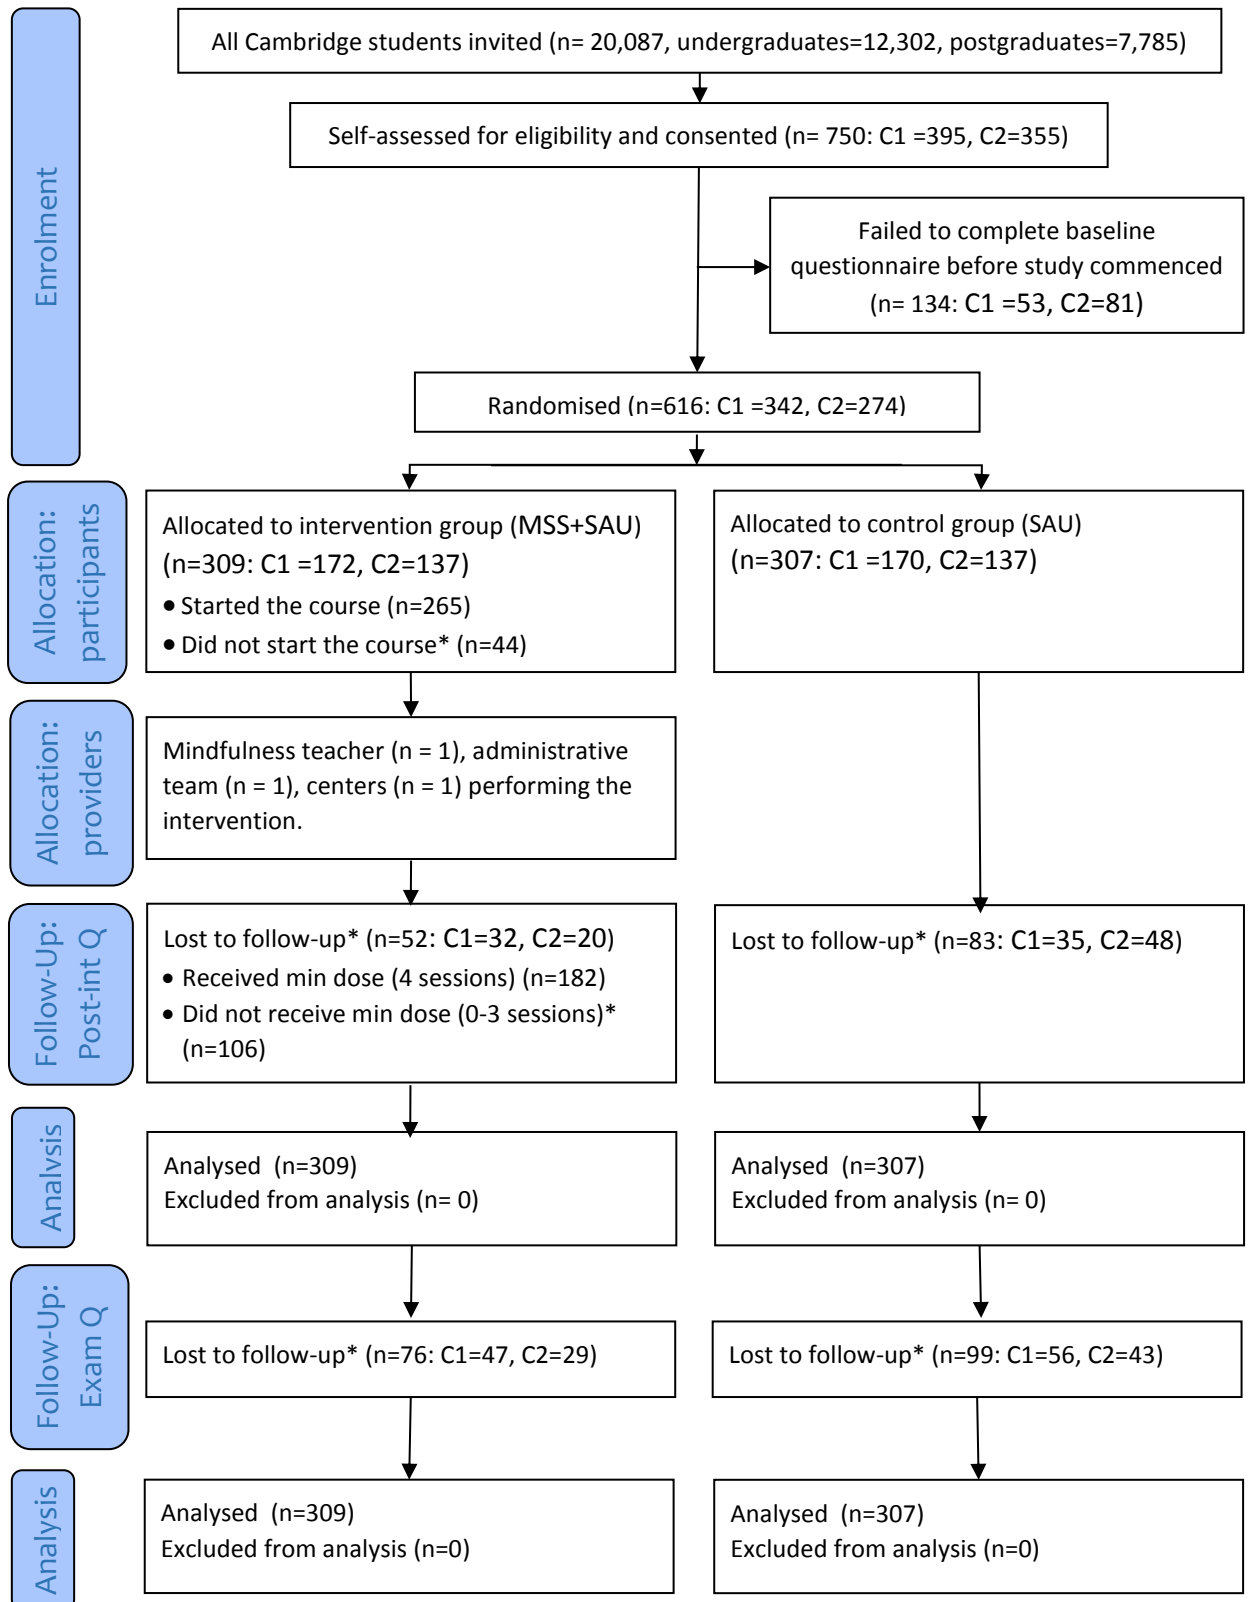 All Cambridge students invited (n= 20,087, undergraduates=12,302, postgraduates=7,785)
Self-assessed for eligibility and consented (n= 750: C1 =395, C2=355)
Enrolment
Failed to complete baseline
questionnaire before study commenced
(n= 134: C1 =53, C2=81)
Randomised (n=616: C1 =342, C2=274)
Allocation:
participants
Allocated to intervention group (MSS+SAU)
(n=309: C1 =172, C2=137)
• Started the course (n=265)
• Did not start the course* (n=44)
Allocated to control group (SAU)
(n=307: C1 =170, C2=137)
Allocation:
providers
Mindfulness teacher (n = 1), administrative
team (n = 1), centers (n = 1) performing the
intervention.
Follow-Up:
Post-int Q
Lost to follow-up* (n=52: C1=32, C2=20)
• Received min dose (4 sessions) (n=182)
• Did not receive min dose (0-3 sessions)*
(n=106)
Lost to follow-up* (n=83: C1=35, C2=48)
Analysis
Analysed (n=309)
Excluded from analysis (n= 0)
Analysed (n=307)
Excluded from analysis (n= 0)
Follow-Up:
Exam Q
Lost to follow-up* (n=76: C1=47, C2=29)
Lost to follow-up* (n=99: C1=56, C2=43)
Analysis
Analysed (n=309)
Excluded from analysis (n=0)
Analysed (n=307)
Excluded from analysis (n=0)